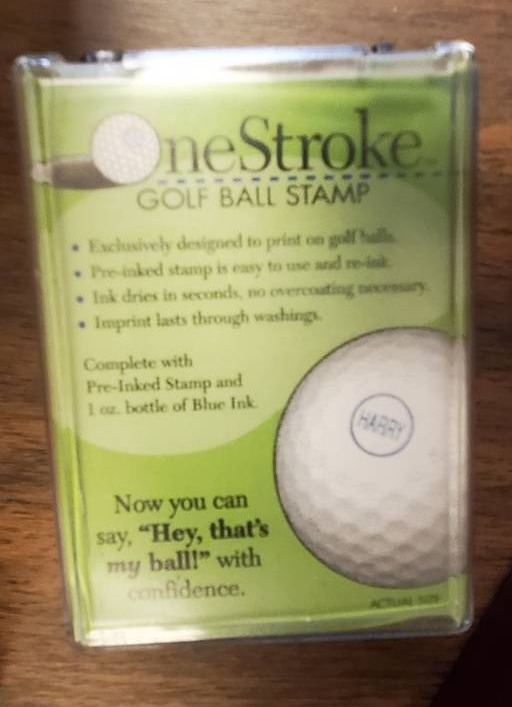 OneStroke™
GOLF BALL STAMP
• Exclusively designed to print on golf balls.
• Pre-inked stamp is easy to use and re-ink.
• Ink dries in seconds, no overcoating necessary.
• Imprint lasts through washings.
Complete with
Pre-Inked Stamp and
1 oz. bottle of Blue Ink.
HARRY
Now you can
say, “Hey, that’s
my ball!” with
confidence.
ACTUAL SIZE